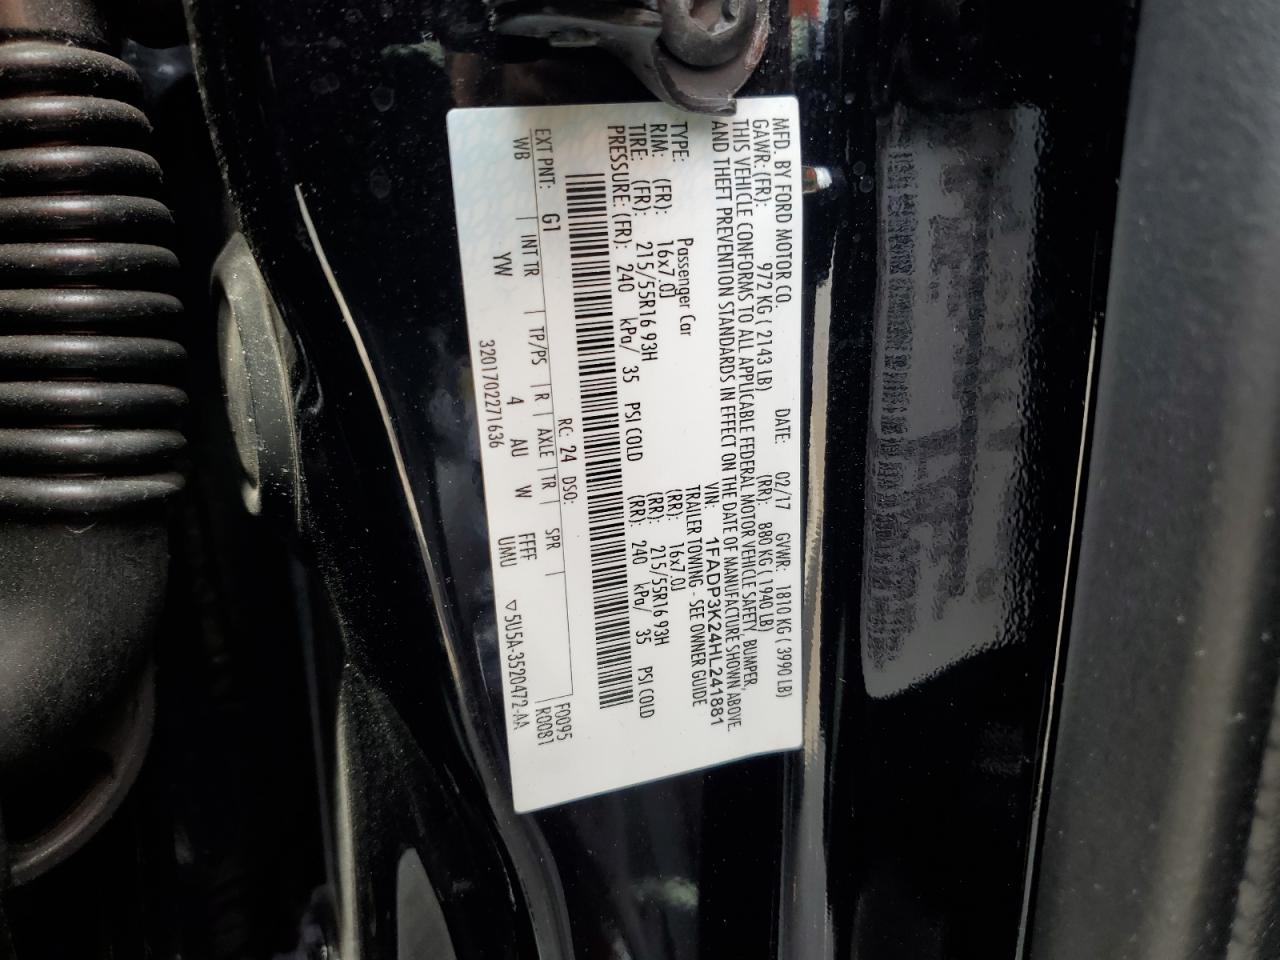 MFD. BY FORD MOTOR CO. DATE: 02/17 GVWR: 1810 KG ( 3990 LB)
GAWR: (FR): 972 KG ( 2143 LB) (RR): 880 KG ( 1940 LB)
THIS VEHICLE CONFORMS TO ALL APPLICABLE FEDERAL MOTOR VEHICLE SAFETY, BUMPER,
AND THEFT PREVENTION STANDARDS IN EFFECT ON THE DATE OF MANUFACTURE SHOWN ABOVE.
VIN: 1FADP3K24HL241881
TYPE: Passenger Car TRAILER TOWING - SEE OWNER GUIDE
RIM: (FR): 16x7.0J (RR): 16x7.0J
TIRE: (FR): 215/55R16 93H (RR): 215/55R16 93H
PRESSURE: (FR): 240 kPa/ 35 PSI COLD (RR): 240 kPa/ 35 PSI COLD
RC: 24 DSO: F0095
EXT PNT: G1 INT TR TP/PS R AXLE TR SPR R0081
WB YW 4 AU W FFFF
3201702271636 UMU ▽5U5A-3520472-AA